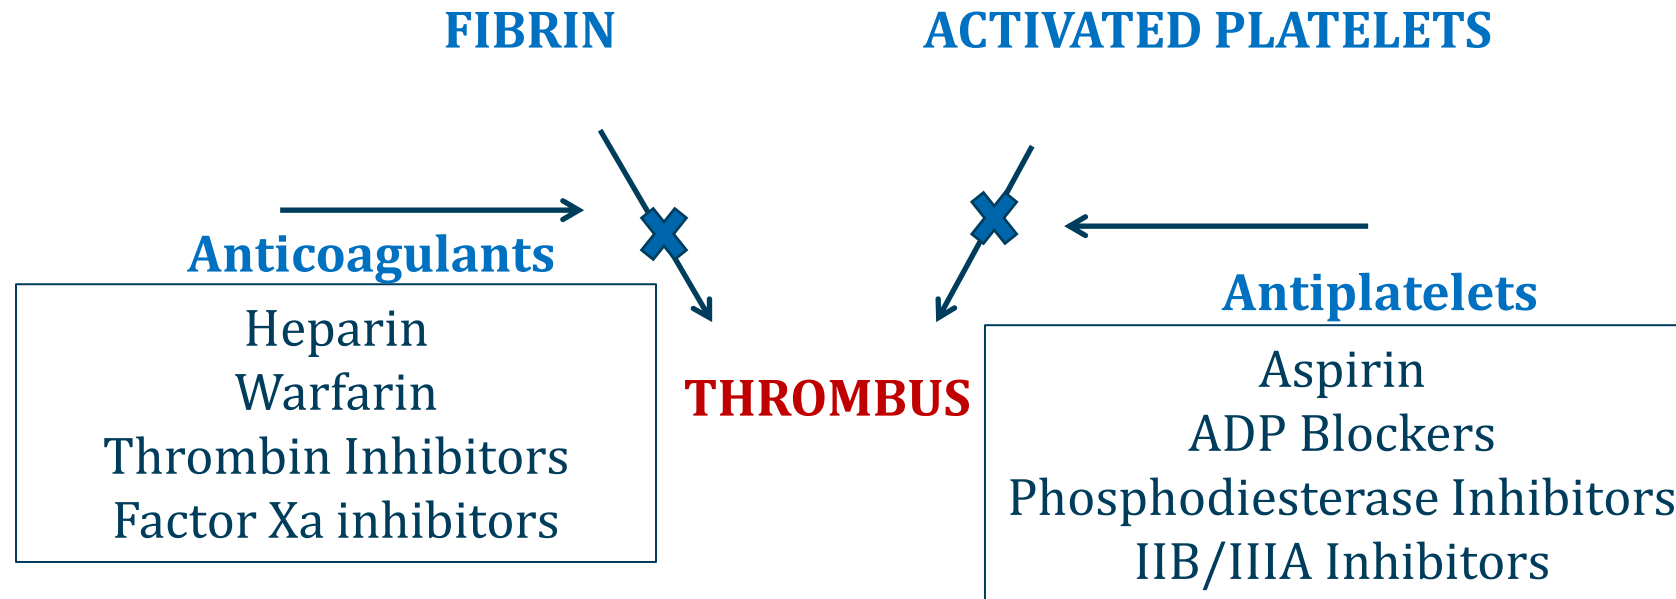 FIBRIN
ACTIVATED PLATELETS
Anticoagulants
Heparin
Warfarin
Thrombin Inhibitors
Factor Xa inhibitors
THROMBUS
Antiplatelets
Aspirin
ADP Blockers
Phosphodiesterase Inhibitors
IIB/IIIA Inhibitors